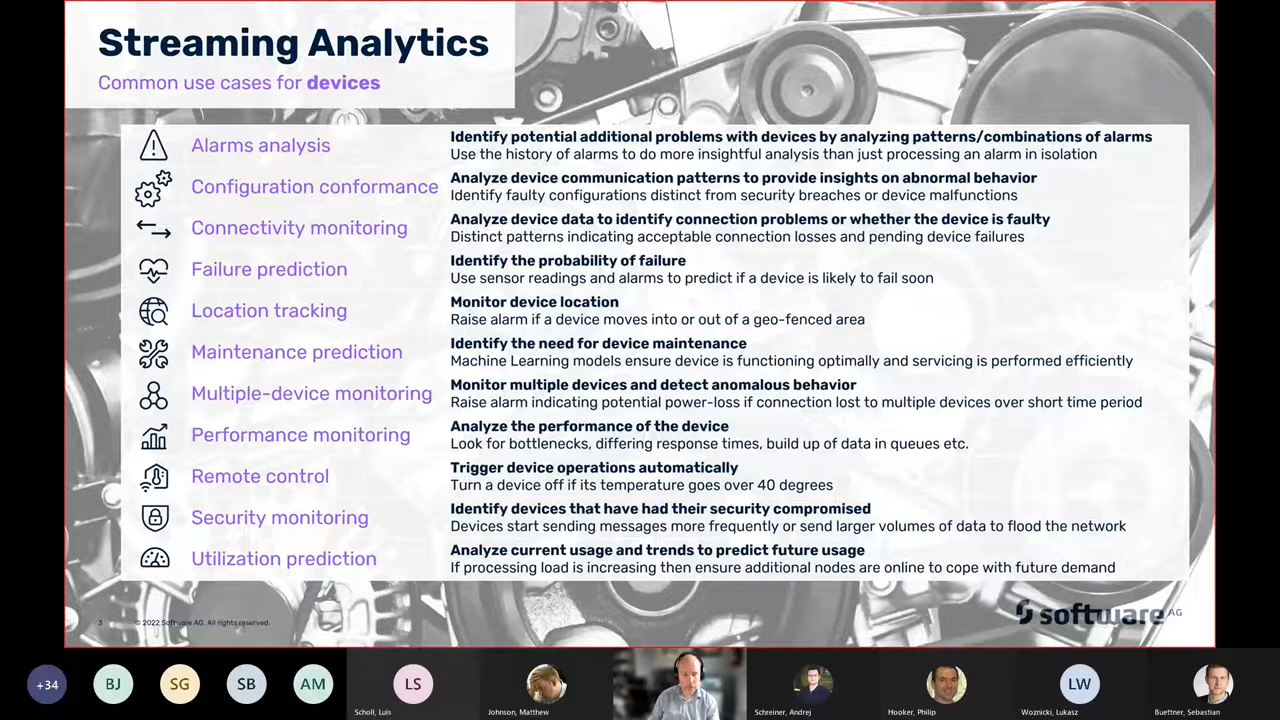 Streaming Analytics
Common use cases for devices
Alarms analysis
Identify potential additional problems with devices by analyzing patterns/combinations of alarms
Use the history of alarms to do more insightful analysis than just processing an alarm in isolation
Configuration conformance
Analyze device communication patterns to provide insights on abnormal behavior
Identify faulty configurations distinct from security breaches or device malfunctions
Connectivity monitoring
Analyze device data to identify connection problems or whether the device is faulty
Distinct patterns indicating acceptable connection losses and pending device failures
Failure prediction
Identify the probability of failure
Use sensor readings and alarms to predict if a device is likely to fail soon
Location tracking
Monitor device location
Raise alarm if a device moves into or out of a geo-fenced area
Maintenance prediction
Identify the need for device maintenance
Machine Learning models ensure device is functioning optimally and servicing is performed efficiently
Multiple-device monitoring
Monitor multiple devices and detect anomalous behavior
Raise alarm indicating potential power-loss if connection lost to multiple devices over short time period
Performance monitoring
Analyze the performance of the device
Look for bottlenecks, differing response times, build up of data in queues etc.
Remote control
Trigger device operations automatically
Turn a device off if its temperature goes over 40 degrees
Security monitoring
Identify devices that have had their security compromised
Devices start sending messages more frequently or send larger volumes of data to flood the network
Utilization prediction
Analyze current usage and trends to predict future usage
If processing load is increasing then ensure additional nodes are online to cope with future demand
3 © 2022 Software AG. All rights reserved.
software AG
+34
BJ
SG
SB
AM
LS
Scholl, Luis
Johnson, Matthew
Schreiner, Andrej
Hooker, Philip
LW
Woznicki, Lukasz
Buettner, Sebastian